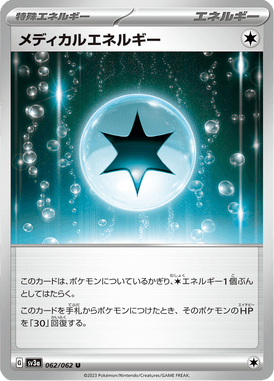 特殊エネルギー エネルギー
メディカルエネルギー
このカードは、ポケモンについているかぎり、エネルギー1個ぶん
としてはたらく。
このカードを手札からポケモンにつけたとき、そのポケモンのHP
を「30」回復する。
G sv3a 062/062 U
©2023 Pokémon/Nintendo/Creatures/GAME FREAK.